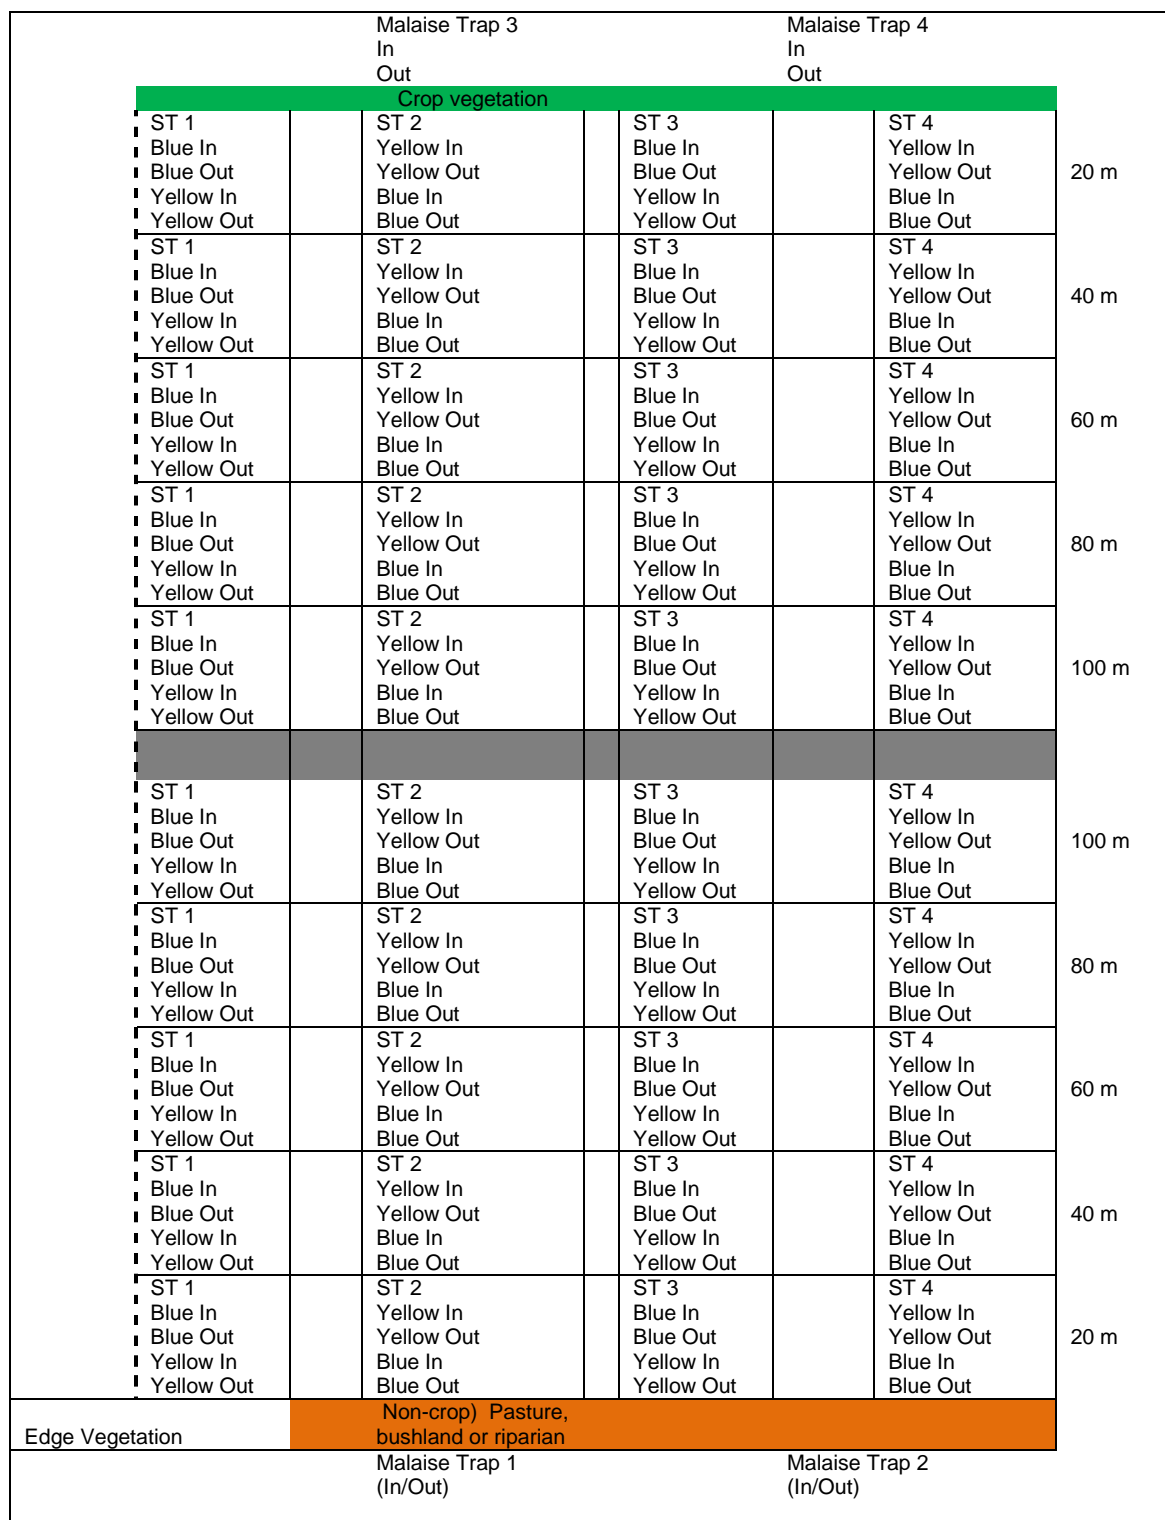 Malaise Trap 3 Malaise Trap 4
In In
Out Out
Crop vegetation
ST 1 ST 2 ST 3 ST 4
Blue In Yellow In Blue In Yellow In
Blue Out Yellow Out Blue Out Yellow Out 20 m
Yellow In Blue In Yellow In Blue In
Yellow Out Blue Out Yellow Out Blue Out
ST 1 ST 2 ST 3 ST 4
Blue In Yellow In Blue In Yellow In
Blue Out Yellow Out Blue Out Yellow Out 40 m
Yellow In Blue In Yellow In Blue In
Yellow Out Blue Out Yellow Out Blue Out
ST 1 ST 2 ST 3 ST 4
Blue In Yellow In Blue In Yellow In
Blue Out Yellow Out Blue Out Yellow Out 60 m
Yellow In Blue In Yellow In Blue In
Yellow Out Blue Out Yellow Out Blue Out
ST 1 ST 2 ST 3 ST 4
Blue In Yellow In Blue In Yellow In
Blue Out Yellow Out Blue Out Yellow Out 80 m
Yellow In Blue In Yellow In Blue In
Yellow Out Blue Out Yellow Out Blue Out
ST 1 ST 2 ST 3 ST 4
Blue In Yellow In Blue In Yellow In
Blue Out Yellow Out Blue Out Yellow Out 100 m
Yellow In Blue In Yellow In Blue In
Yellow Out Blue Out Yellow Out Blue Out
ST 1 ST 2 ST 3 ST 4
Blue In Yellow In Blue In Yellow In
Blue Out Yellow Out Blue Out Yellow Out 100 m
Yellow In Blue In Yellow In Blue In
Yellow Out Blue Out Yellow Out Blue Out
ST 1 ST 2 ST 3 ST 4
Blue In Yellow In Blue In Yellow In
Blue Out Yellow Out Blue Out Yellow Out 80 m
Yellow In Blue In Yellow In Blue In
Yellow Out Blue Out Yellow Out Blue Out
ST 1 ST 2 ST 3 ST 4
Blue In Yellow In Blue In Yellow In
Blue Out Yellow Out Blue Out Yellow Out 60 m
Yellow In Blue In Yellow In Blue In
Yellow Out Blue Out Yellow Out Blue Out
ST 1 ST 2 ST 3 ST 4
Blue In Yellow In Blue In Yellow In
Blue Out Yellow Out Blue Out Yellow Out 40 m
Yellow In Blue In Yellow In Blue In
Yellow Out Blue Out Yellow Out Blue Out
ST 1 ST 2 ST 3 ST 4
Blue In Yellow In Blue In Yellow In
Blue Out Yellow Out Blue Out Yellow Out 20 m
Yellow In Blue In Yellow In Blue In
Yellow Out Blue Out Yellow Out Blue Out
Non-crop) Pasture,
Edge Vegetation bushland or riparian
Malaise Trap 1 Malaise Trap 2
(In/Out) (In/Out)